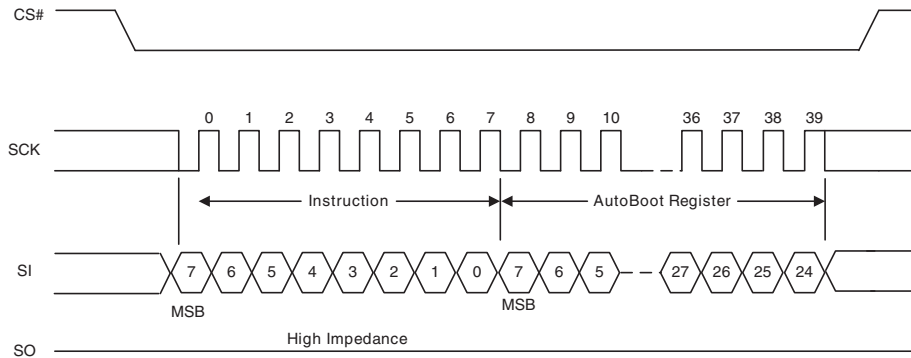 CS#
0 1 2 3 4 5 6 7 8 9 10 36 37 38 39
SCK
Instruction AutoBoot Register
SI 7 6 5 4 3 2 1 0 7 6 5 27 26 25 24
MSB MSB
High Impedance
SO